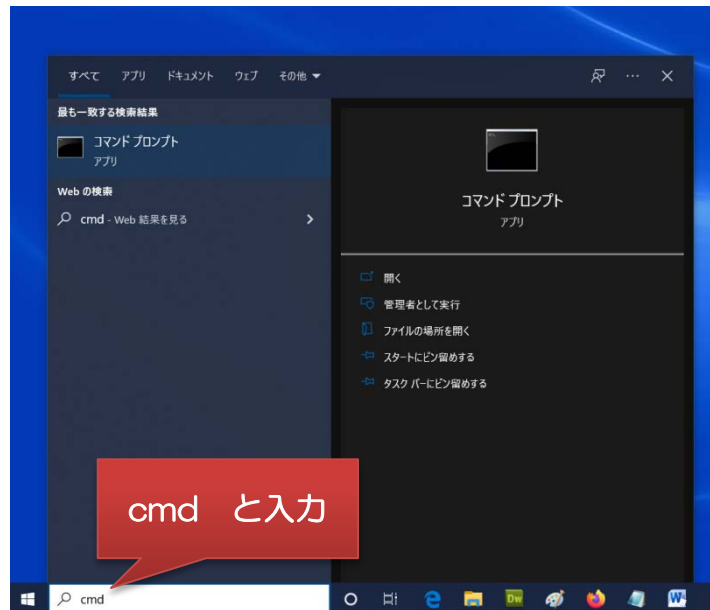 すべて アプリ ドキュメント ウェブ その他
最も一致する検索結果
コマンド プロンプト
アプリ
Web の検索
cmd - Web 結果を見る
コマンド プロンプト
アプリ
開く
管理者として実行
ファイルの場所を開く
スタートにピン留めする
タスク バーにピン留めする
cmd と入力
cmd
Dw
W